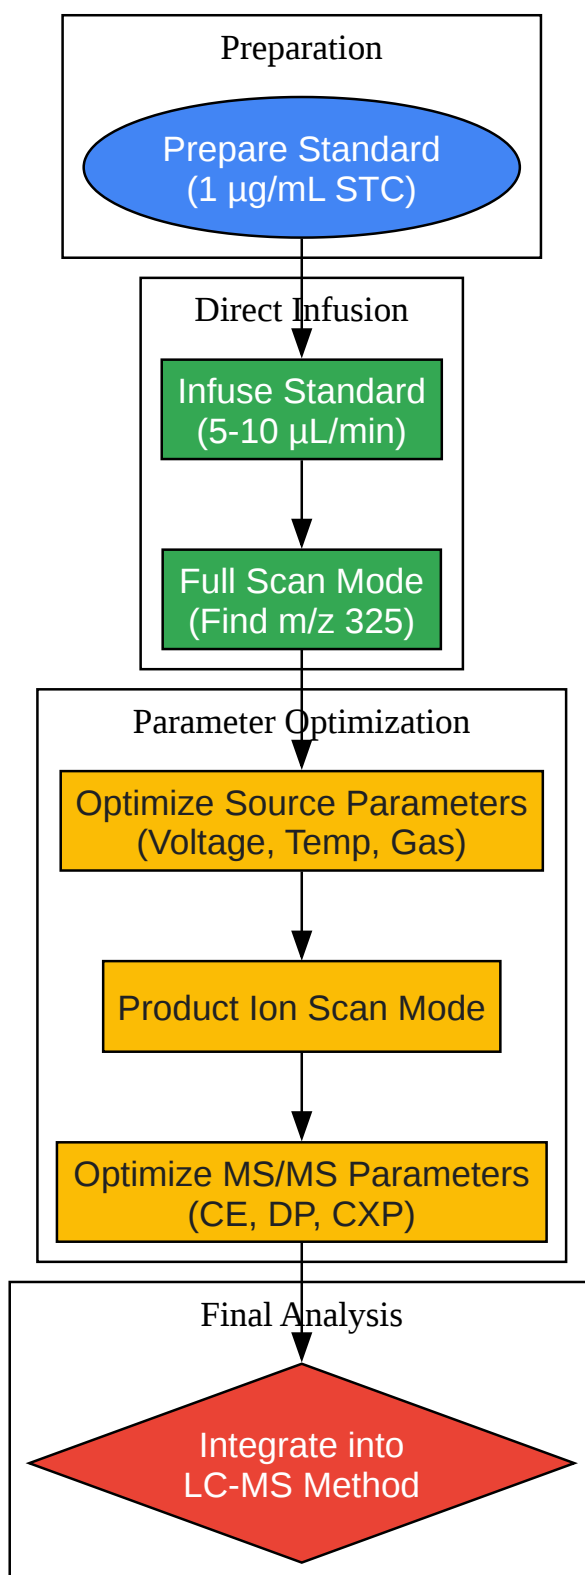 Preparation
Prepare Standard
(1 µg/mL STC)
Direct Infusion
Infuse Standard
(5-10 µL/min)
Full Scan Mode
(Find m/z 325)
Parameter Optimization
Optimize Source Parameters
(Voltage, Temp, Gas)
Product Ion Scan Mode
Optimize MS/MS Parameters
(CE, DP, CXP)
Final Analysis
Integrate into
LC-MS Method